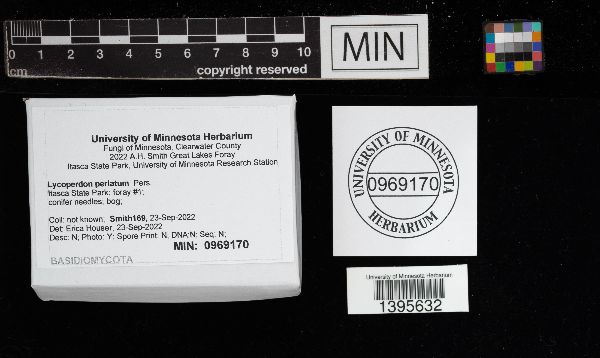 0 1 2 3 4 5 6 7 8 9 10
cm
copyright reserved
MIN
University of Minnesota Herbarium
Fungi of Minnesota, Clearwater County
2022 A.H. Smith Great Lakes Foray
Itasca State Park, University of Minnesota Research Station
Lycoperdon perlatum Pers.
Itasca State Park: foray #1;
conifer needles, bog;
Coll: not known; Smith169, 23-Sep-2022
Det: Erica Houser, 23-Sep-2022
Desc: N, Photo: Y; Spore Print: N, DNA:N; Seq.:N;
MIN: 0969170
BASIDIOMYCOTA
UNIVERSITY OF MINNESOTA
0969170
HERBARIUM
University of Minnesota Herbarium
1395632